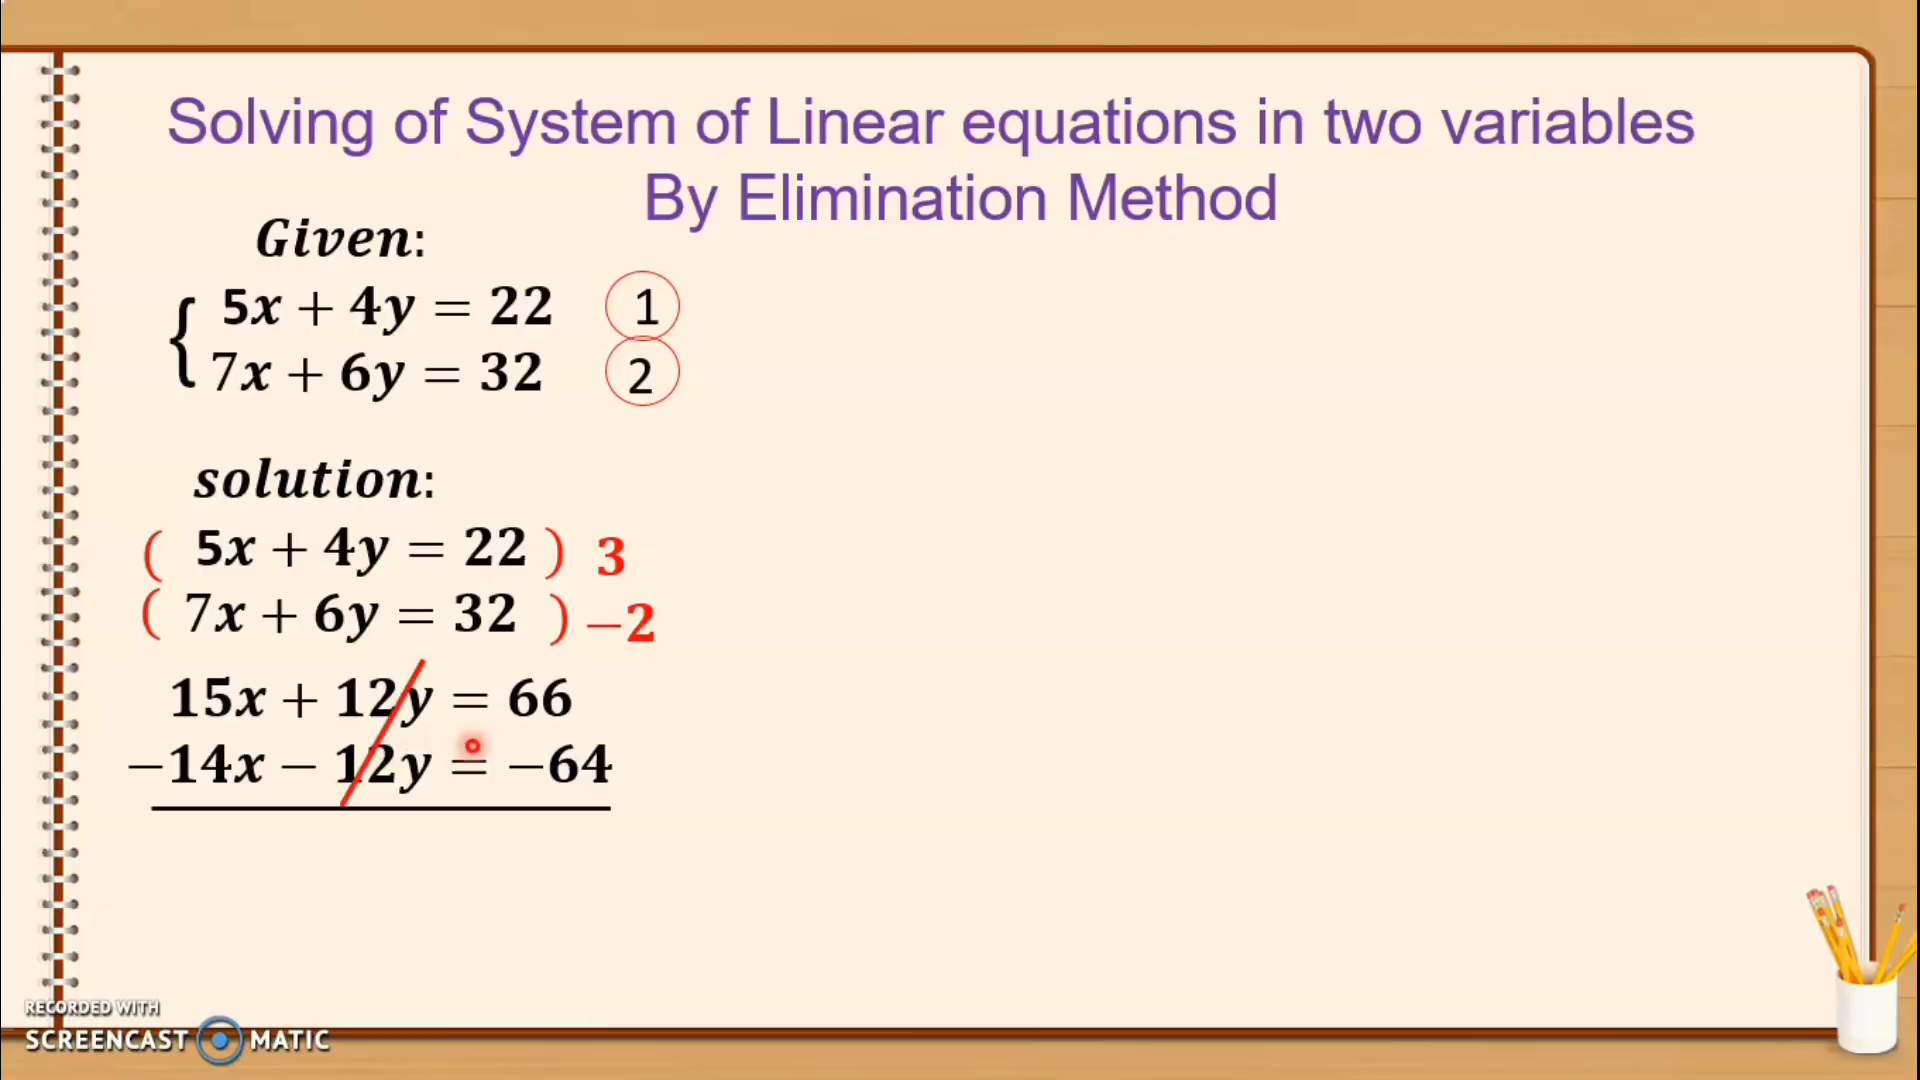 Solving of System of Linear equations in two variables
By Elimination Method
Given:
{ 5x + 4y = 22 1
7x + 6y = 32 2
solution:
( 5x + 4y = 22 ) 3
( 7x + 6y = 32 ) −2
15x + 12y = 66
−14x − 12y = −64
RECORDED WITH
SCREENCAST MATIC